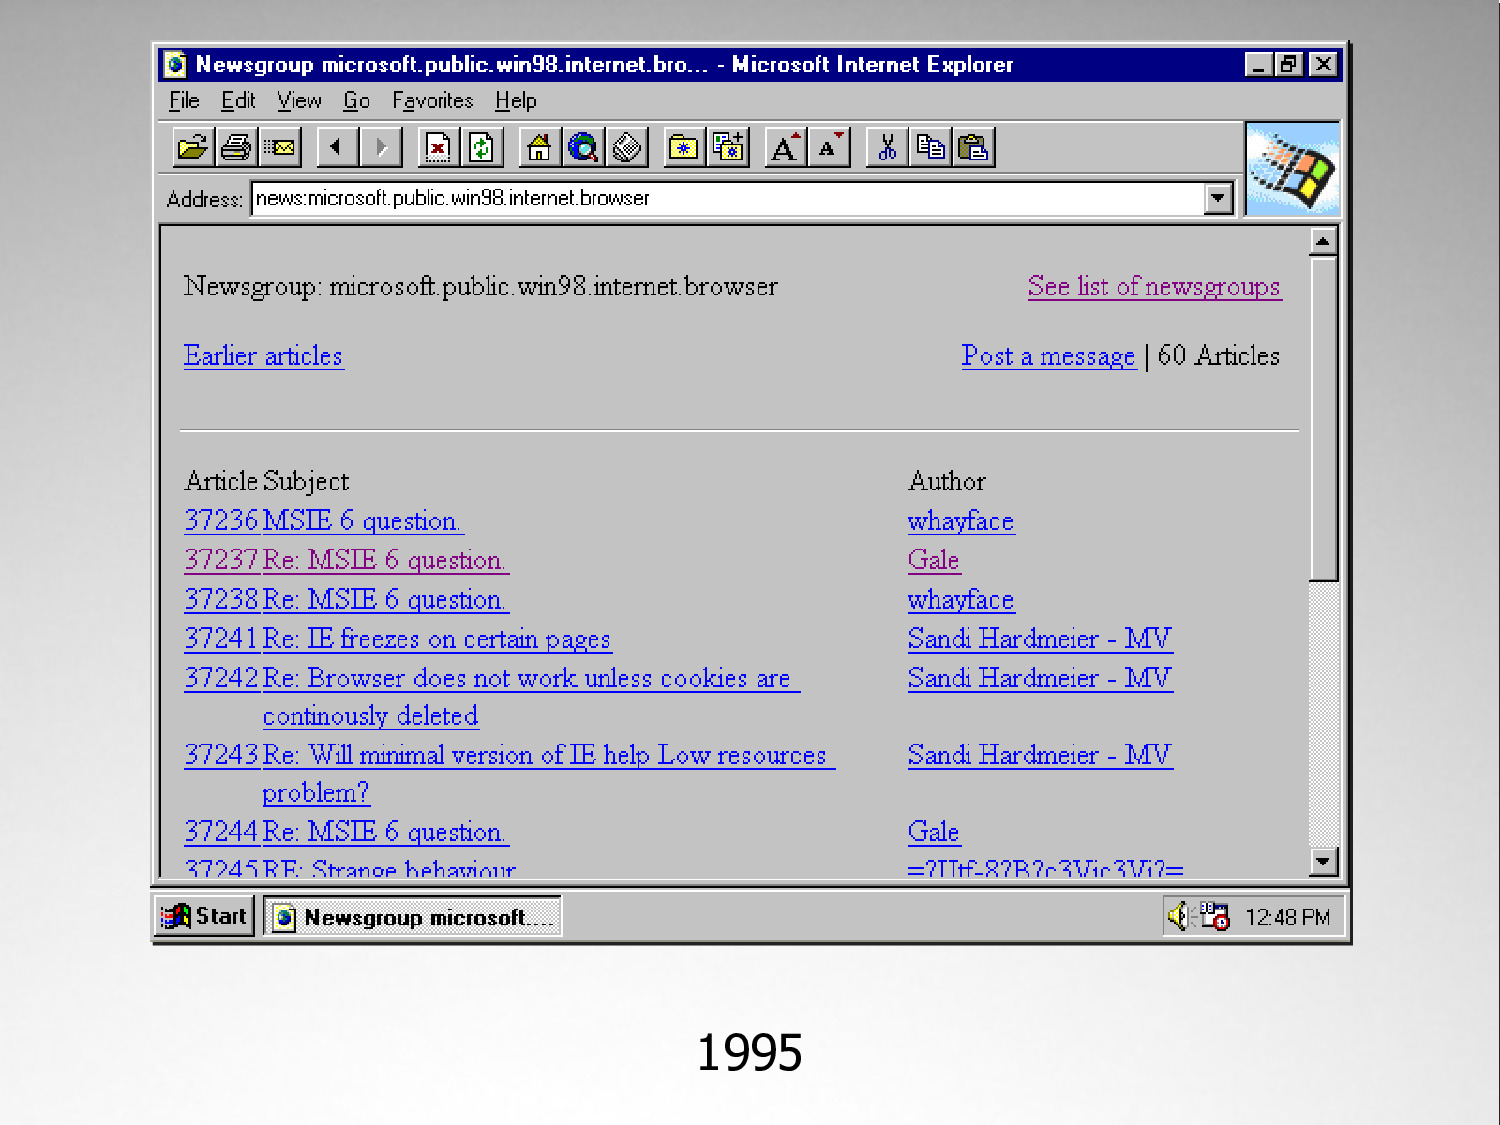 Newsgroup microsoft.public.win98.internet.bro... - Microsoft Internet Explorer
File Edit View Go Favorites Help
Address: news:microsoft.public.win98.internet.browser
Newsgroup: microsoft.public.win98.internet.browser See list of newsgroups
Earlier articles Post a message | 60 Articles
Article Subject Author
37236 MSIE 6 question. whayface
37237 Re: MSIE 6 question. Gale
37238 Re: MSIE 6 question. whayface
37241 Re: IE freezes on certain pages Sandi Hardmeier - MV
37242 Re: Browser does not work unless cookies are Sandi Hardmeier - MV
continously deleted
37243 Re: Will minimal version of IE help Low resources Sandi Hardmeier - MV
problem?
37244 Re: MSIE 6 question. Gale
37245 RE: Strange behaviour
Start Newsgroup microsoft.... 12:48 PM
1995